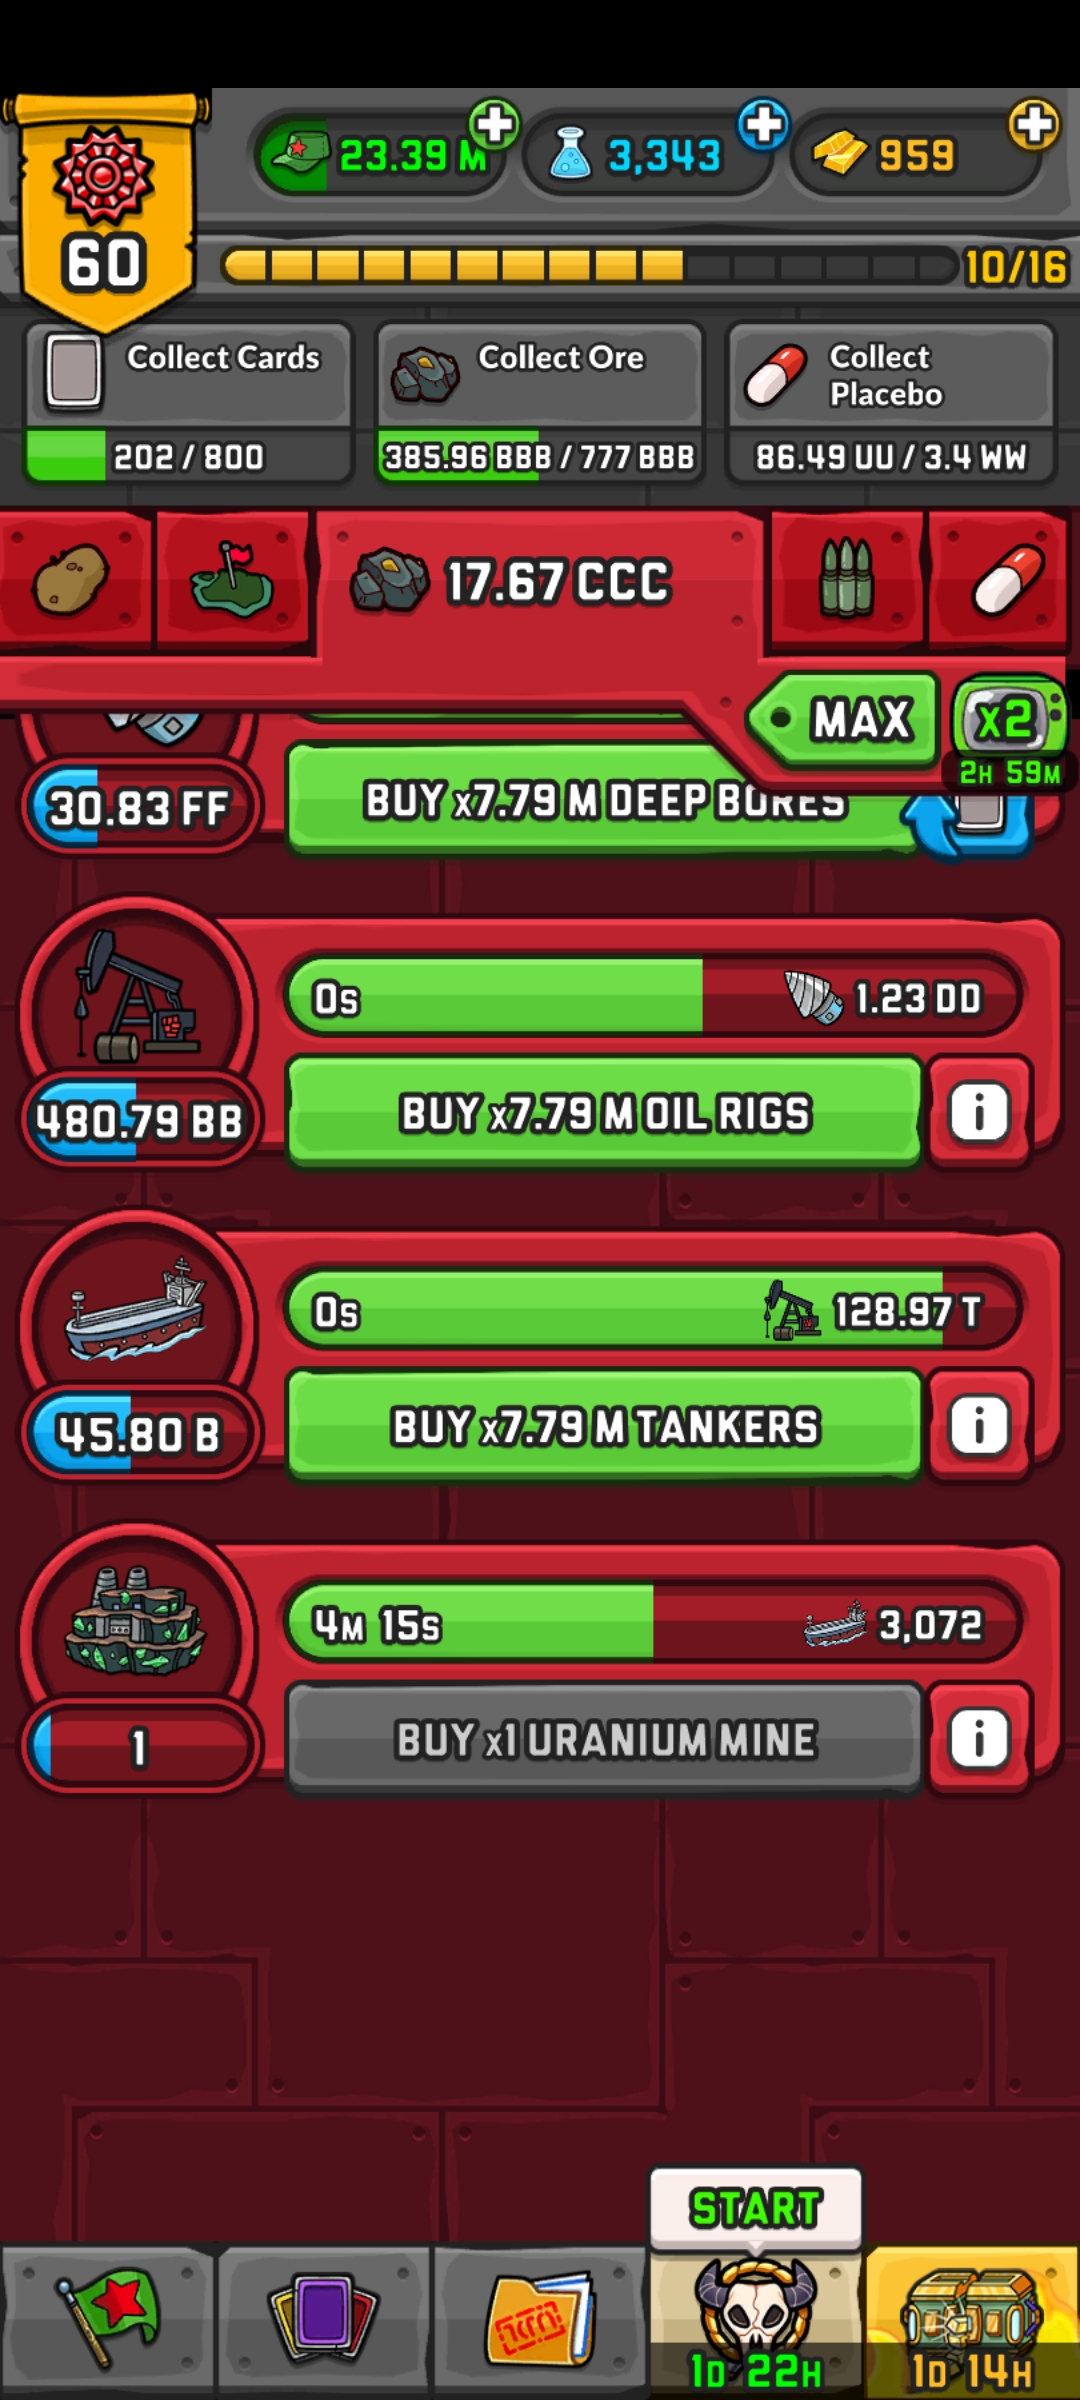 23.39 M
3,343
959
60
10/16
Collect Cards
202 / 800
Collect Ore
385.96 BBB / 777 BBB
Collect
Placebo
86.49 UU / 3.4 WW
17.67 CCC
MAX
x2
2H 59M
30.83 FF
BUY x7.79 M DEEP BORES
0s
1.23 DD
480.79 BB
BUY x7.79 M OIL RIGS
i
0s
128.97 T
45.80 B
BUY x7.79 M TANKERS
i
4M 15s
3,072
1
BUY x1 URANIUM MINE
i
START
1D 22H
1D 14H